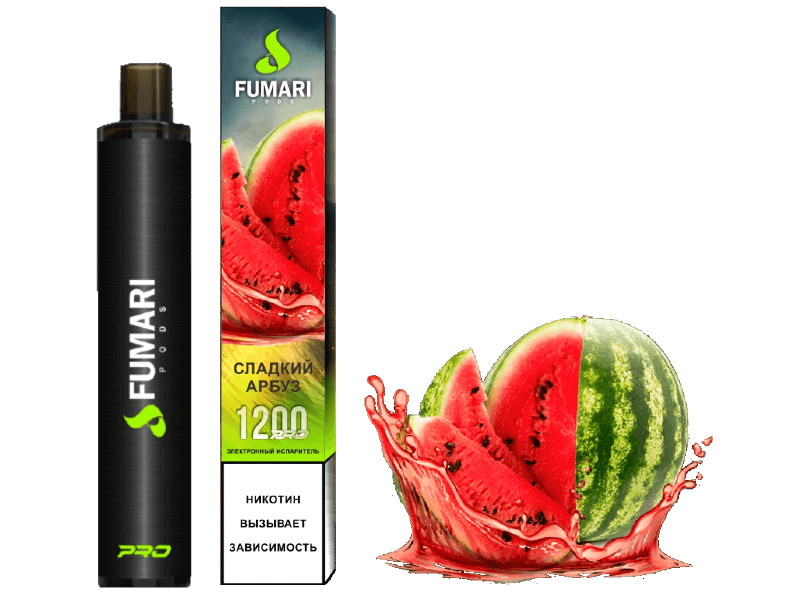 FUMARI
PODS
PRO
FUMARI
PODS
СЛАДКИЙ
АРБУЗ
1200
PRO
ЭЛЕКТРОННЫЙ ИСПАРИТЕЛЬ
НИКОТИН
ВЫЗЫВАЕТ
ЗАВИСИМОСТЬ